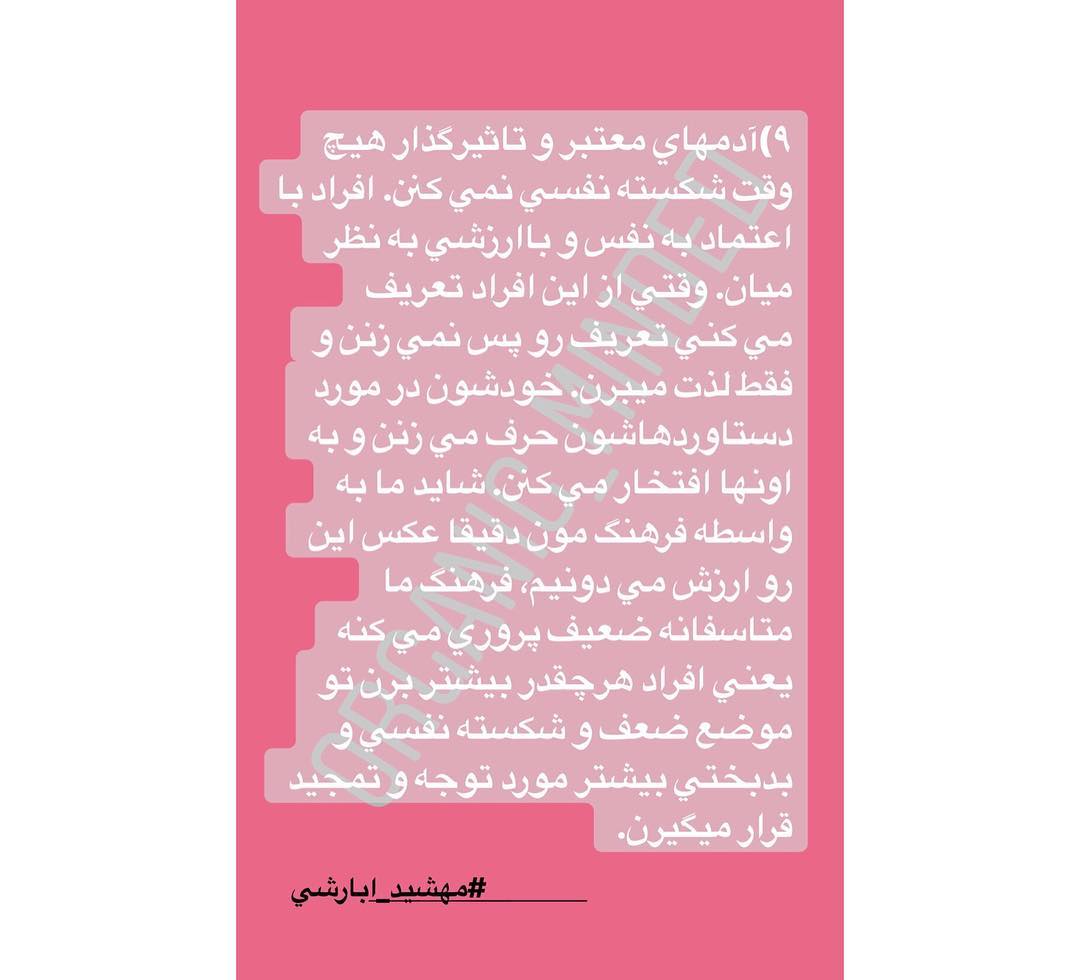 ۹)آدمهاي معتبر و تاثيرگذار هيچ
وقت شكسته نفسي نمي كنن. افراد با
اعتماد به نفس و باارزشي به نظر
ميان. وقتي از اين افراد تعريف
مي كني تعريف رو پس نمي زنن و
فقط لذت ميبرن. خودشون در مورد
دستاوردهاشون حرف مي زنن و به
اونها افتخار مي كنن. شايد ما به
واسطه فرهنگ مون دقيقا عكس اين
رو ارزش مي دونيم، فرهنگ ما
متاسفانه ضعيف پروري مي كنه
يعني افراد هرچقدر بيشتر برن تو
موضع ضعف و شكسته نفسي و
بدبختي بيشتر مورد توجه و تمجيد
قرار ميگيرن.
#مهشيد_ابارشي
ORGANIC_MINDED